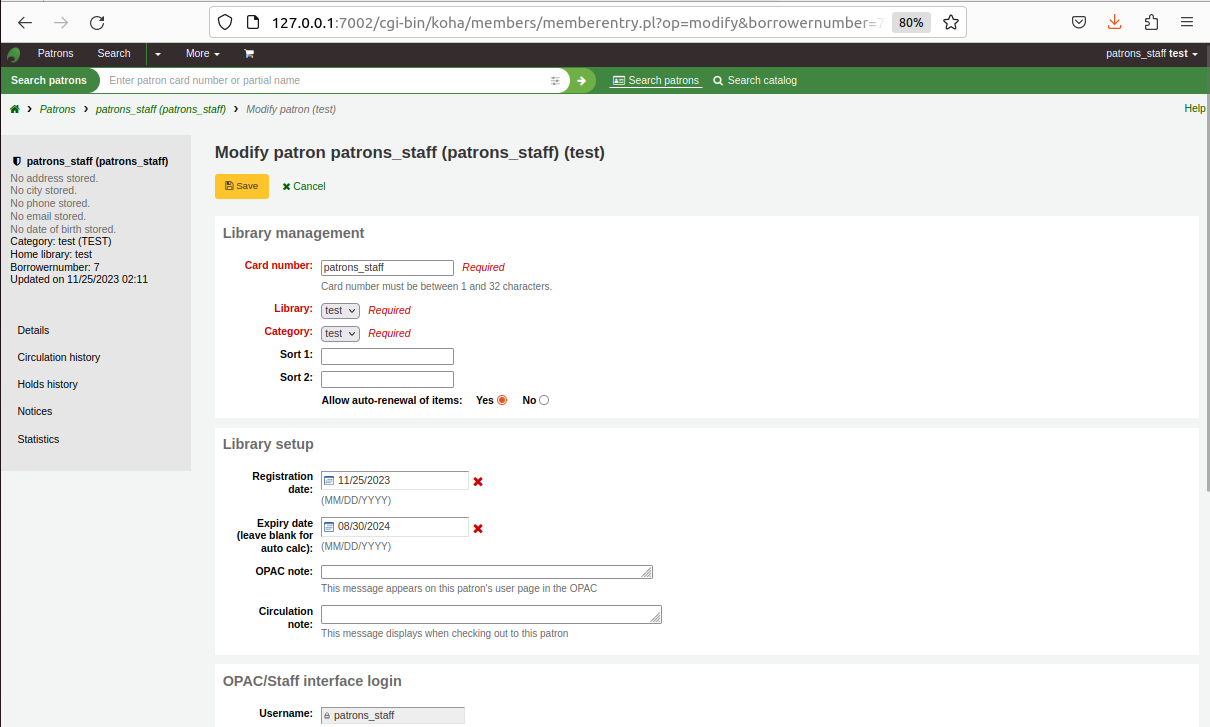 127.0.0.1:7002/cgi-bin/koha/members/memberentry.pl?op=modify&borrowernumber=7
80%
Patrons Search More patrons_staff test
Search patrons Enter patron card number or partial name Search patrons Search catalog
Patrons patrons_staff (patrons_staff) Modify patron (test) Help
patrons_staff (patrons_staff)
No address stored.
No city stored.
No phone stored.
No email stored.
No date of birth stored.
Category: test (TEST)
Home library: test
Borrowernumber: 7
Updated on 11/25/2023 02:11
Details
Circulation history
Holds history
Notices
Statistics
Modify patron patrons_staff (patrons_staff) (test)
Save Cancel
Library management
Card number: patrons_staff Required
Card number must be between 1 and 32 characters.
Library: test Required
Category: test Required
Sort 1:
Sort 2:
Allow auto-renewal of items: Yes No
Library setup
Registration
date:
11/25/2023
(MM/DD/YYYY)
Expiry date
(leave blank for
auto calc):
08/30/2024
(MM/DD/YYYY)
OPAC note:
This message appears on this patron's user page in the OPAC
Circulation
note:
This message displays when checking out to this patron
OPAC/Staff interface login
Username: patrons_staff